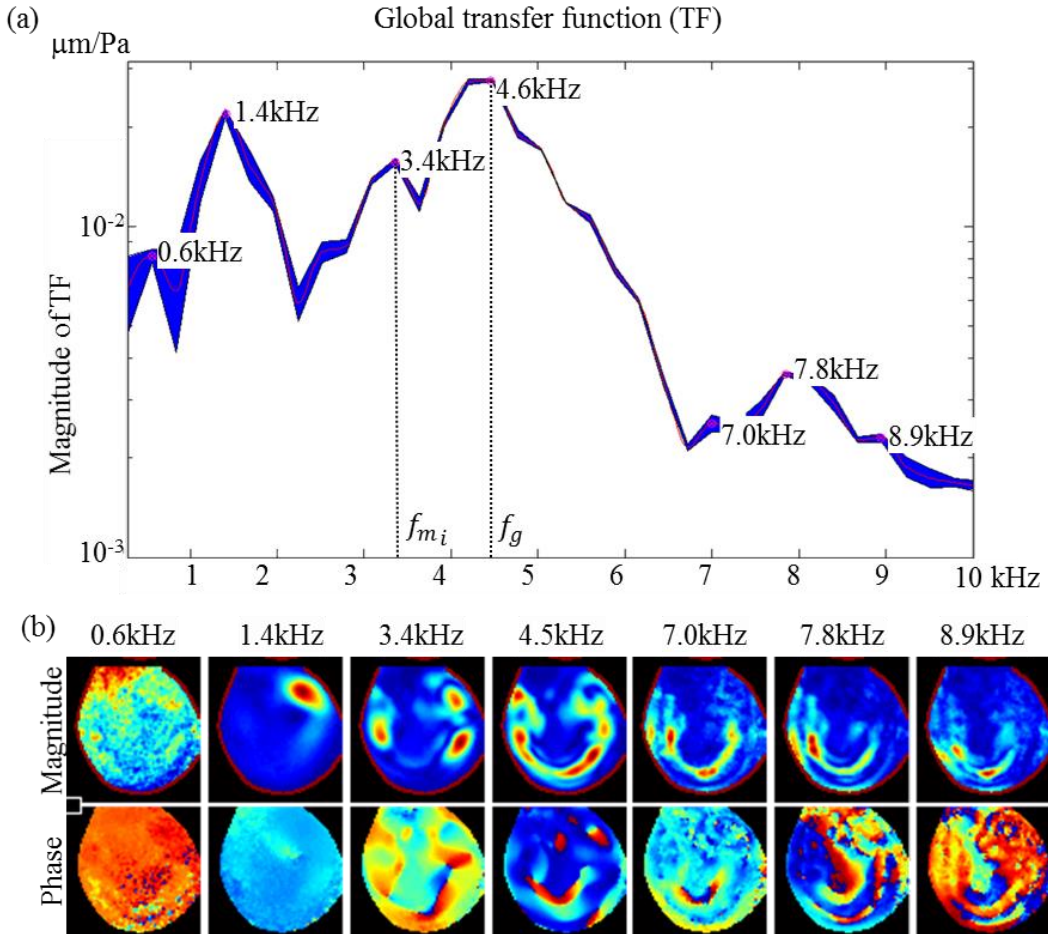 (a) Global transfer function (TF)
μm/Pa
Magnitude of TF
10-2
10-3
0.6kHz
1.4kHz
3.4kHz
4.6kHz
7.0kHz
7.8kHz
8.9kHz
fmi
fg
1 2 3 4 5 6 7 8 9 10 kHz
(b)
0.6kHz 1.4kHz 3.4kHz 4.5kHz 7.0kHz 7.8kHz 8.9kHz
Magnitude
Phase